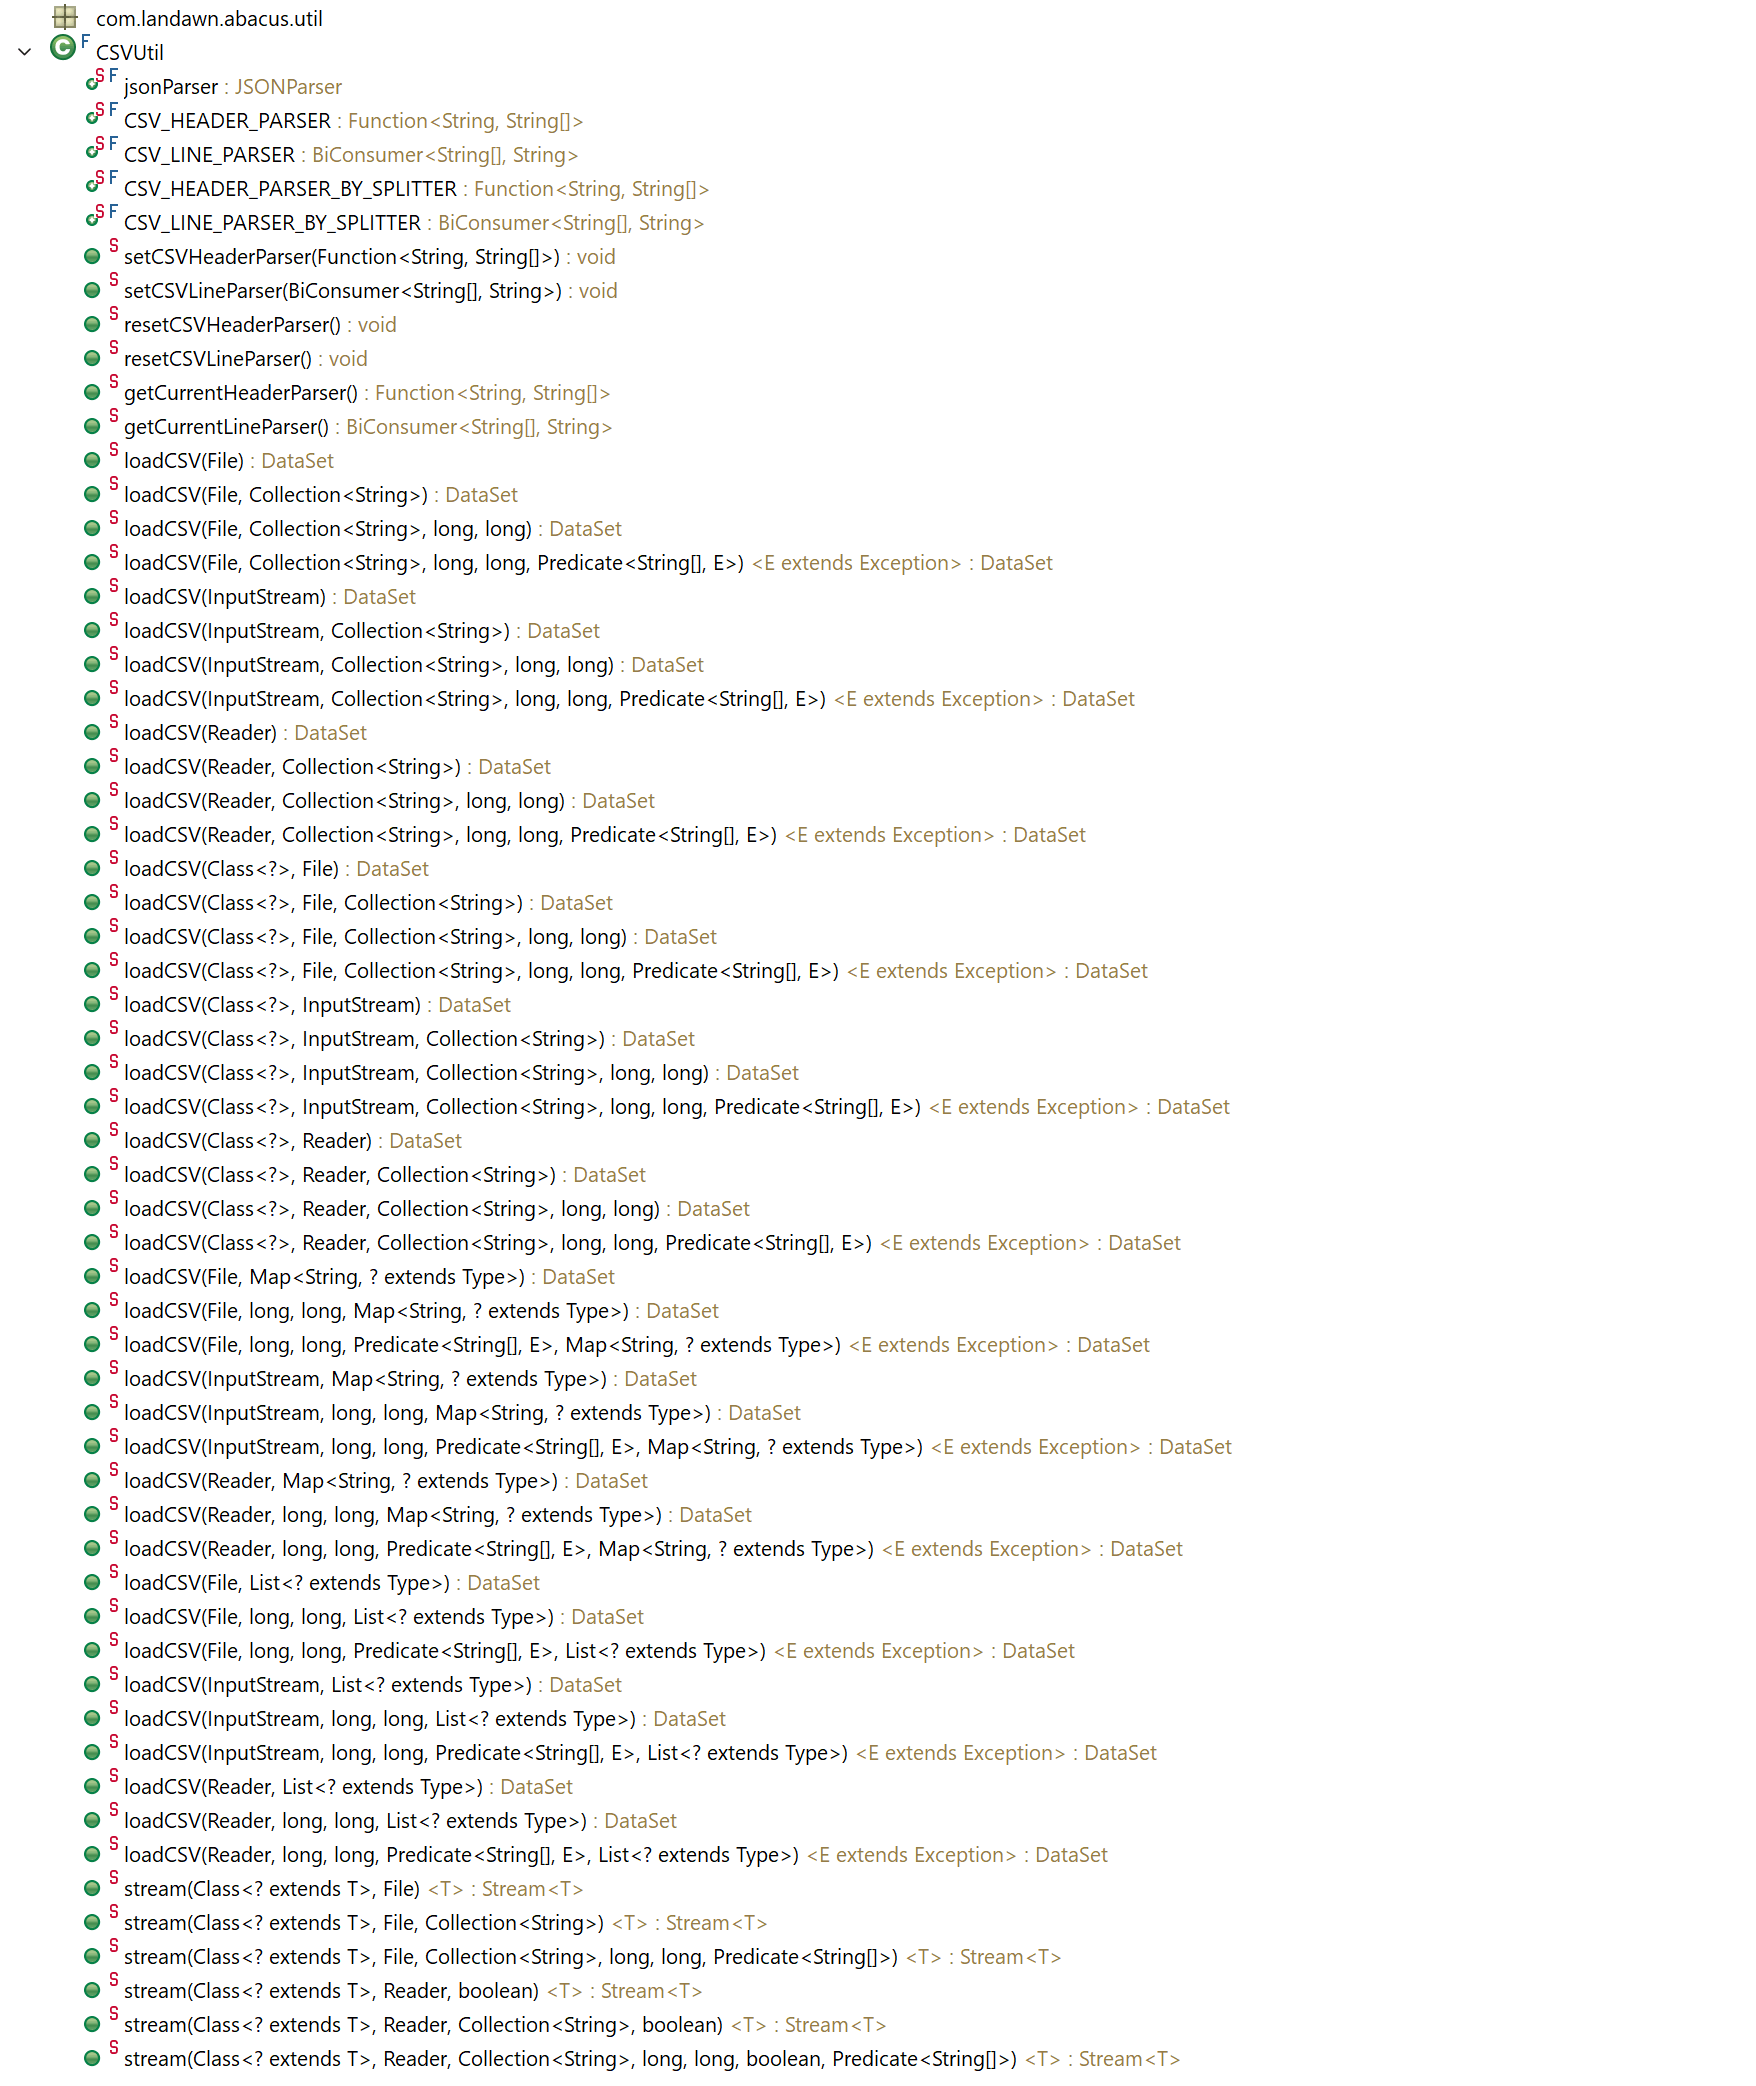 com.landawn.abacus.util
CSVUtil
jsonParser : JSONParser
CSV_HEADER_PARSER : Function<String, String[]>
CSV_LINE_PARSER : BiConsumer<String[], String>
CSV_HEADER_PARSER_BY_SPLITTER : Function<String, String[]>
CSV_LINE_PARSER_BY_SPLITTER : BiConsumer<String[], String>
setCSVHeaderParser(Function<String, String[]>) : void
setCSVLineParser(BiConsumer<String[], String>) : void
resetCSVHeaderParser() : void
resetCSVLineParser() : void
getCurrentHeaderParser() : Function<String, String[]>
getCurrentLineParser() : BiConsumer<String[], String>
loadCSV(File) : DataSet
loadCSV(File, Collection<String>) : DataSet
loadCSV(File, Collection<String>, long, long) : DataSet
loadCSV(File, Collection<String>, long, long, Predicate<String[], E>) <E extends Exception> : DataSet
loadCSV(InputStream) : DataSet
loadCSV(InputStream, Collection<String>) : DataSet
loadCSV(InputStream, Collection<String>, long, long) : DataSet
loadCSV(InputStream, Collection<String>, long, long, Predicate<String[], E>) <E extends Exception> : DataSet
loadCSV(Reader) : DataSet
loadCSV(Reader, Collection<String>) : DataSet
loadCSV(Reader, Collection<String>, long, long) : DataSet
loadCSV(Reader, Collection<String>, long, long, Predicate<String[], E>) <E extends Exception> : DataSet
loadCSV(Class<?>, File) : DataSet
loadCSV(Class<?>, File, Collection<String>) : DataSet
loadCSV(Class<?>, File, Collection<String>, long, long) : DataSet
loadCSV(Class<?>, File, Collection<String>, long, long, Predicate<String[], E>) <E extends Exception> : DataSet
loadCSV(Class<?>, InputStream) : DataSet
loadCSV(Class<?>, InputStream, Collection<String>) : DataSet
loadCSV(Class<?>, InputStream, Collection<String>, long, long) : DataSet
loadCSV(Class<?>, InputStream, Collection<String>, long, long, Predicate<String[], E>) <E extends Exception> : DataSet
loadCSV(Class<?>, Reader) : DataSet
loadCSV(Class<?>, Reader, Collection<String>) : DataSet
loadCSV(Class<?>, Reader, Collection<String>, long, long) : DataSet
loadCSV(Class<?>, Reader, Collection<String>, long, long, Predicate<String[], E>) <E extends Exception> : DataSet
loadCSV(File, Map<String, ? extends Type>) : DataSet
loadCSV(File, long, long, Map<String, ? extends Type>) : DataSet
loadCSV(File, long, long, Predicate<String[], E>, Map<String, ? extends Type>) <E extends Exception> : DataSet
loadCSV(InputStream, Map<String, ? extends Type>) : DataSet
loadCSV(InputStream, long, long, Map<String, ? extends Type>) : DataSet
loadCSV(InputStream, long, long, Predicate<String[], E>, Map<String, ? extends Type>) <E extends Exception> : DataSet
loadCSV(Reader, Map<String, ? extends Type>) : DataSet
loadCSV(Reader, long, long, Map<String, ? extends Type>) : DataSet
loadCSV(Reader, long, long, Predicate<String[], E>, Map<String, ? extends Type>) <E extends Exception> : DataSet
loadCSV(File, List<? extends Type>) : DataSet
loadCSV(File, long, long, List<? extends Type>) : DataSet
loadCSV(File, long, long, Predicate<String[], E>, List<? extends Type>) <E extends Exception> : DataSet
loadCSV(InputStream, List<? extends Type>) : DataSet
loadCSV(InputStream, long, long, List<? extends Type>) : DataSet
loadCSV(InputStream, long, long, Predicate<String[], E>, List<? extends Type>) <E extends Exception> : DataSet
loadCSV(Reader, List<? extends Type>) : DataSet
loadCSV(Reader, long, long, List<? extends Type>) : DataSet
loadCSV(Reader, long, long, Predicate<String[], E>, List<? extends Type>) <E extends Exception> : DataSet
stream(Class<? extends T>, File) <T> : Stream<T>
stream(Class<? extends T>, File, Collection<String>) <T> : Stream<T>
stream(Class<? extends T>, File, Collection<String>, long, long, Predicate<String[]>) <T> : Stream<T>
stream(Class<? extends T>, Reader, boolean) <T> : Stream<T>
stream(Class<? extends T>, Reader, Collection<String>, boolean) <T> : Stream<T>
stream(Class<? extends T>, Reader, Collection<String>, long, long, boolean, Predicate<String[]>) <T> : Stream<T>